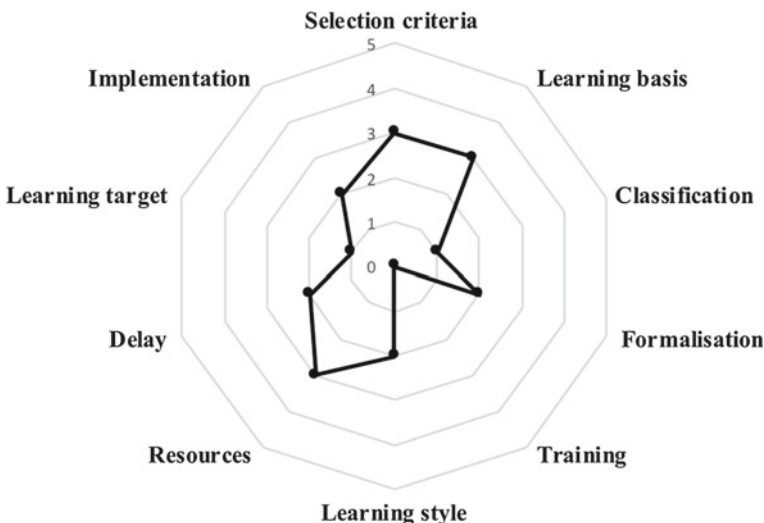 Selection criteria
5
Implementation
Learning basis
4
3
Learning target
Classification
2
1
0
Delay
Formalisation
Resources
Training
Learning style